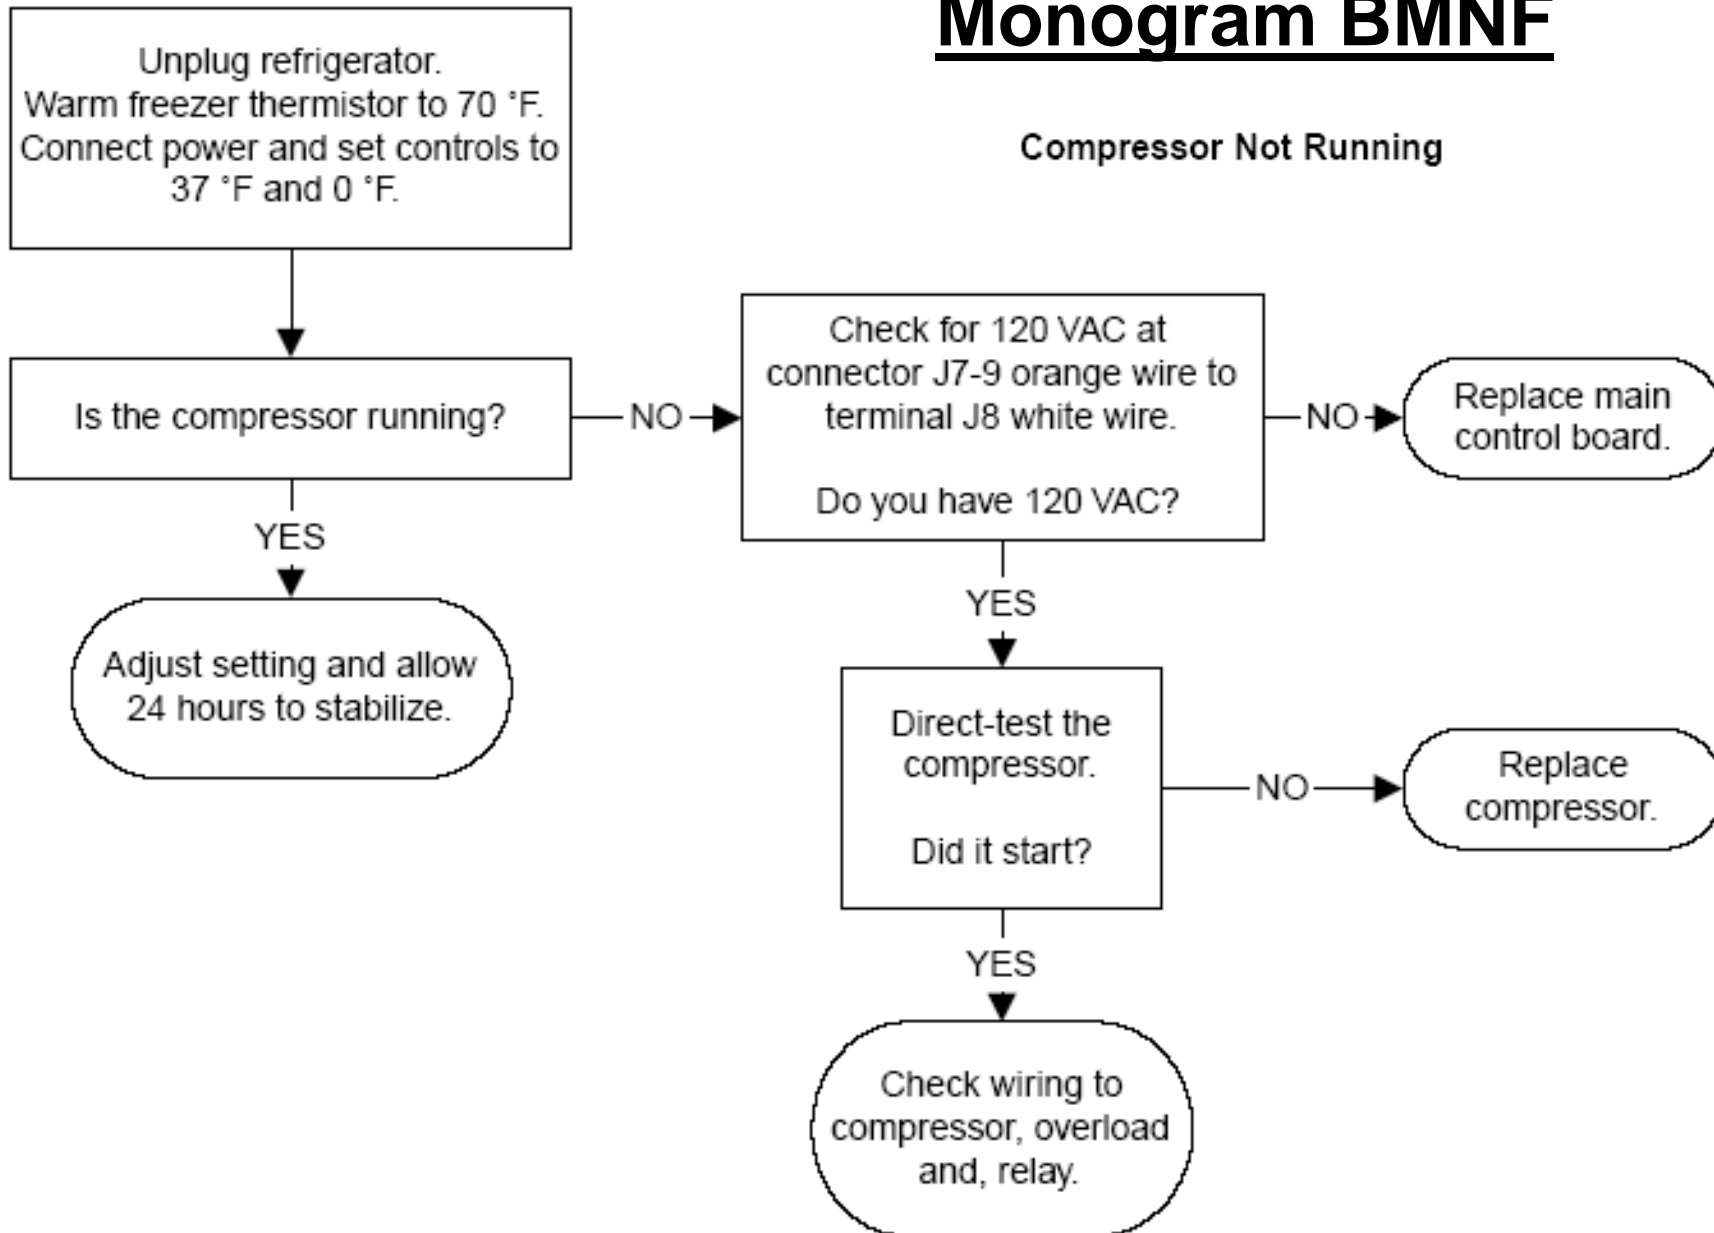 Monogram BMNF
Compressor Not Running
Unplug refrigerator.
Warm freezer thermistor to 70 °F.
Connect power and set controls to
37 °F and 0 °F.
Is the compressor running?
NO
Check for 120 VAC at
connector J7-9 orange wire to
terminal J8 white wire.
Do you have 120 VAC?
NO
Replace main
control board.
YES
Adjust setting and allow
24 hours to stabilize.
YES
Direct-test the
compressor.
Did it start?
NO
Replace
compressor.
YES
Check wiring to
compressor, overload
and, relay.